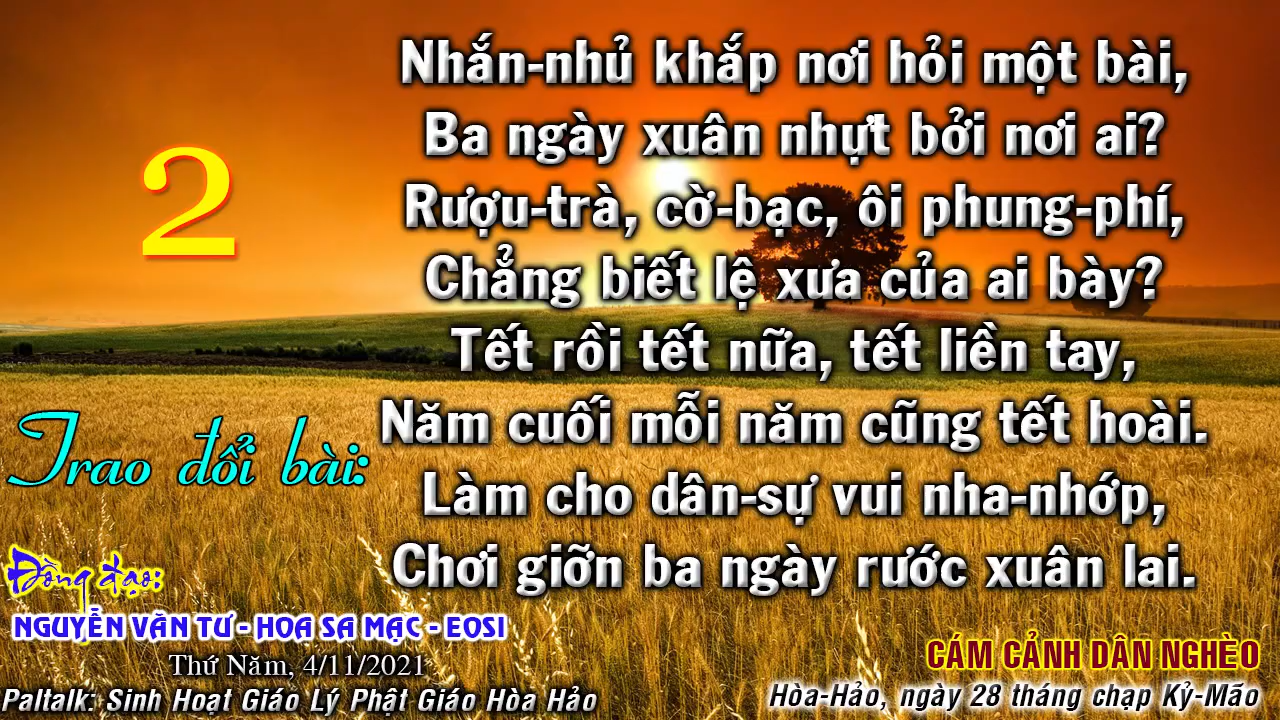 2
Nhắn-nhủ khắp nơi hỏi một bài,
Ba ngày xuân nhựt bởi nơi ai?
Rượu-trà, cờ-bạc, ôi phung-phí,
Chẳng biết lệ xưa của ai bày?
Tết rồi tết nữa, tết liền tay,
Năm cuối mỗi năm cũng tết hoài.
Làm cho dân-sự vui nha-nhớp,
Chơi giỡn ba ngày rước xuân lai.
Trao đổi bài:
Đồng đạo:
NGUYỄN VĂN TƯ - HOA SA MẠC - EOSI
Thứ Năm, 4/11/2021
Paltalk: Sinh Hoạt Giáo Lý Phật Giáo Hòa Hảo
CÁM CẢNH DÂN NGHÈO
Hòa-Hảo, ngày 28 tháng chạp Kỷ-Mão